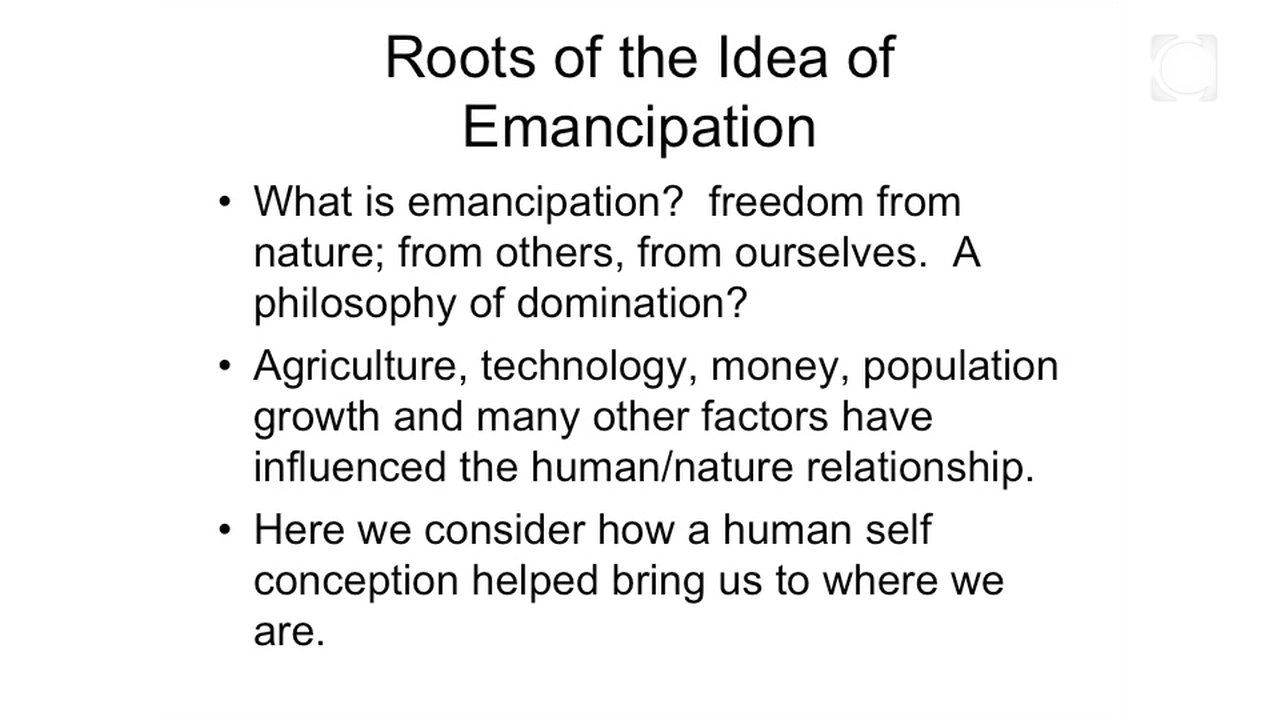 Roots of the Idea of
Emancipation
• What is emancipation?  freedom from
nature; from others, from ourselves.  A
philosophy of domination?
• Agriculture, technology, money, population
growth and many other factors have
influenced the human/nature relationship.
• Here we consider how a human self
conception helped bring us to where we
are.